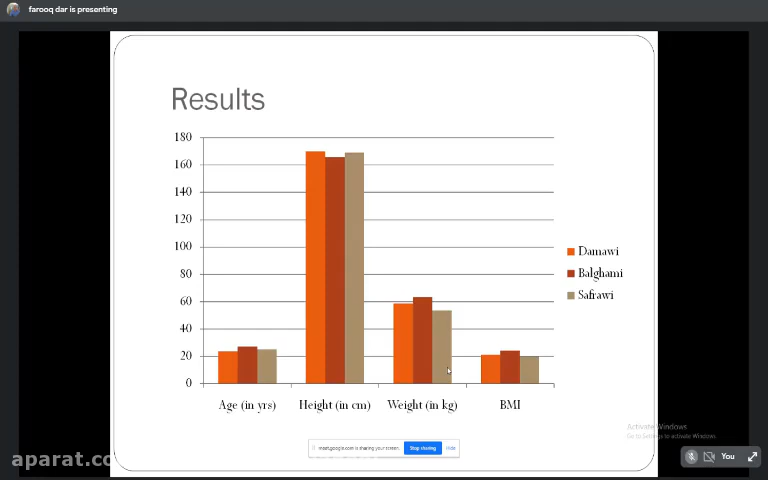 farooq dar is presenting
Results
180
160
140
120
100
80
60
40
20
0
Damawi
Balghami
Safrawi
Age (in yrs) Height (in cm) Weight (in kg) BMI
Activate Windows
Go to Settings to activate Windows.
meet.google.com is sharing your screen. Stop sharing Hide
aparat.co
You